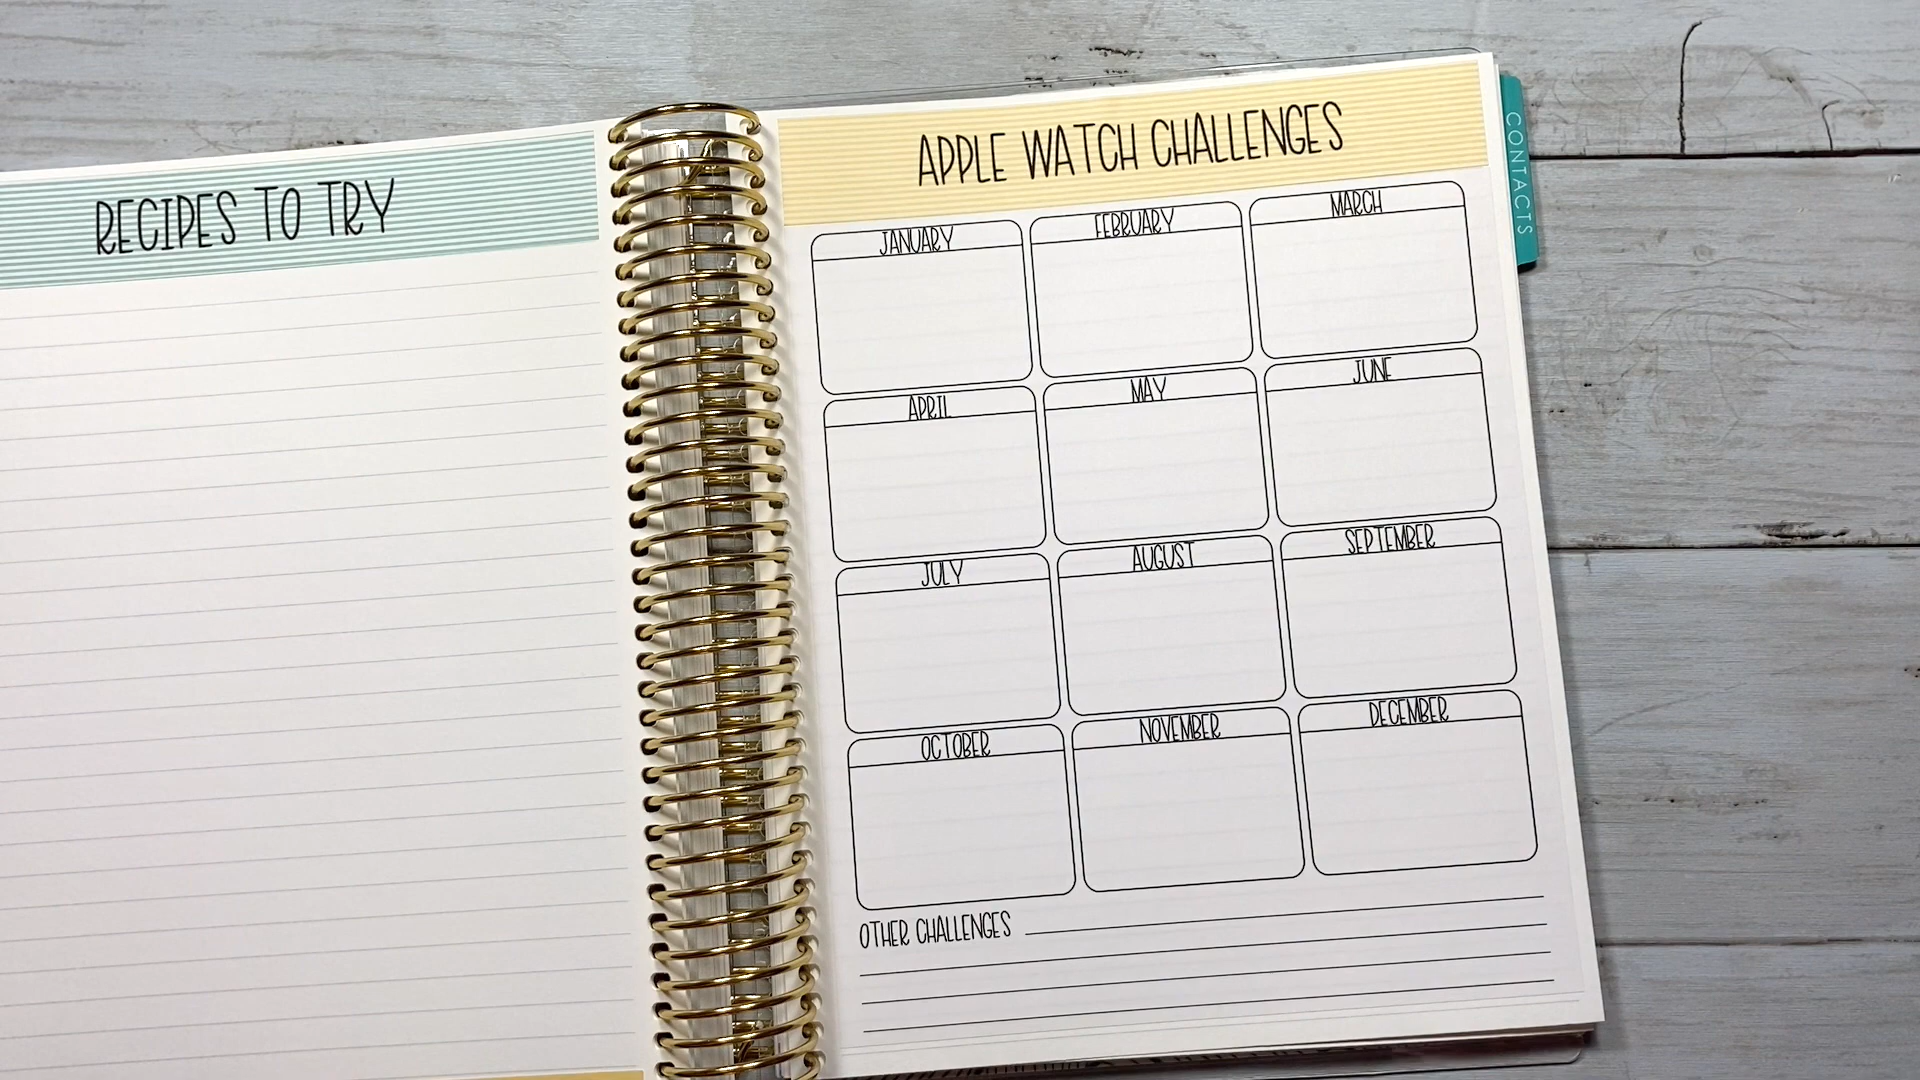 RECIPES TO TRY
APPLE WATCH CHALLENGES
JANUARY
FEBRUARY
MARCH
APRIL
MAY
JUNE
JULY
AUGUST
SEPTEMBER
OCTOBER
NOVEMBER
DECEMBER
OTHER CHALLENGES
CONTACTS